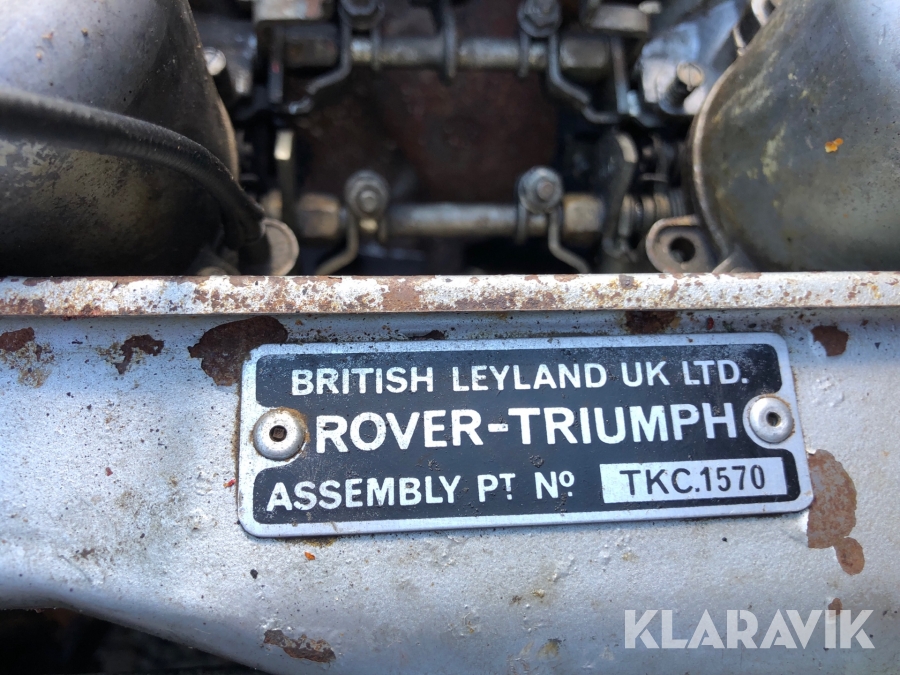 BRITISH LEYLAND UK LTD.
ROVER-TRIUMPH
ASSEMBLY PT NO TKC.1570
KLARAVIK